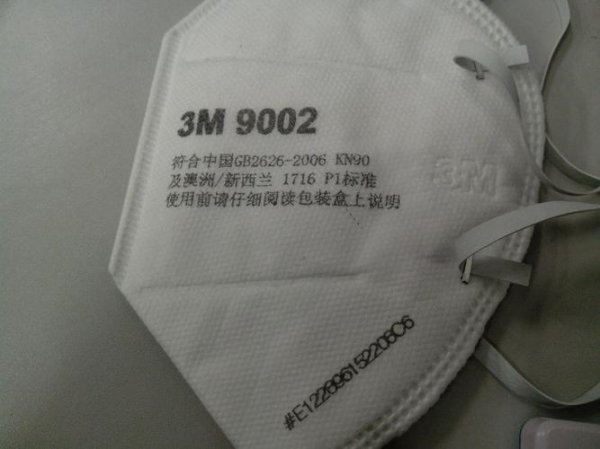 3M 9002
符合中国GB2626-2006 KN90
及澳洲/新西兰 1716 P1标准
使用前请仔细阅读包装盒上说明
3M
#E122896152206C6